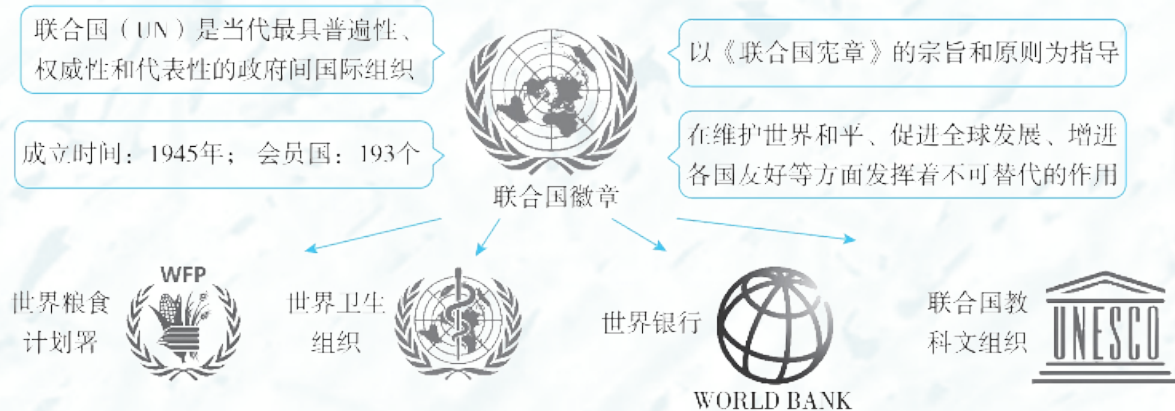 联合国（UN）是当代最具普遍性、
权威性和代表性的政府间国际组织
以《联合国宪章》的宗旨和原则为指导
成立时间：1945年； 会员国：193个
在维护世界和平、促进全球发展、增进
各国友好等方面发挥着不可替代的作用
联合国徽章
世界粮食
计划署
WFP
世界卫生
组织
世界银行
WORLD BANK
联合国教
科文组织
UNESCO